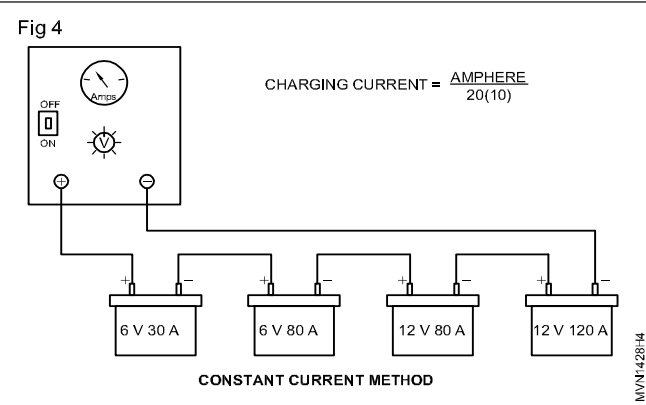 Fig 4
Amps
OFF
ON
V
+ −
CHARGING CURRENT = AMPHERE
20(10)
+ − + − + − + −
6 V 30 A 6 V 80 A 12 V 80 A 12 V 120 A
CONSTANT CURRENT METHOD
MVN1428H4